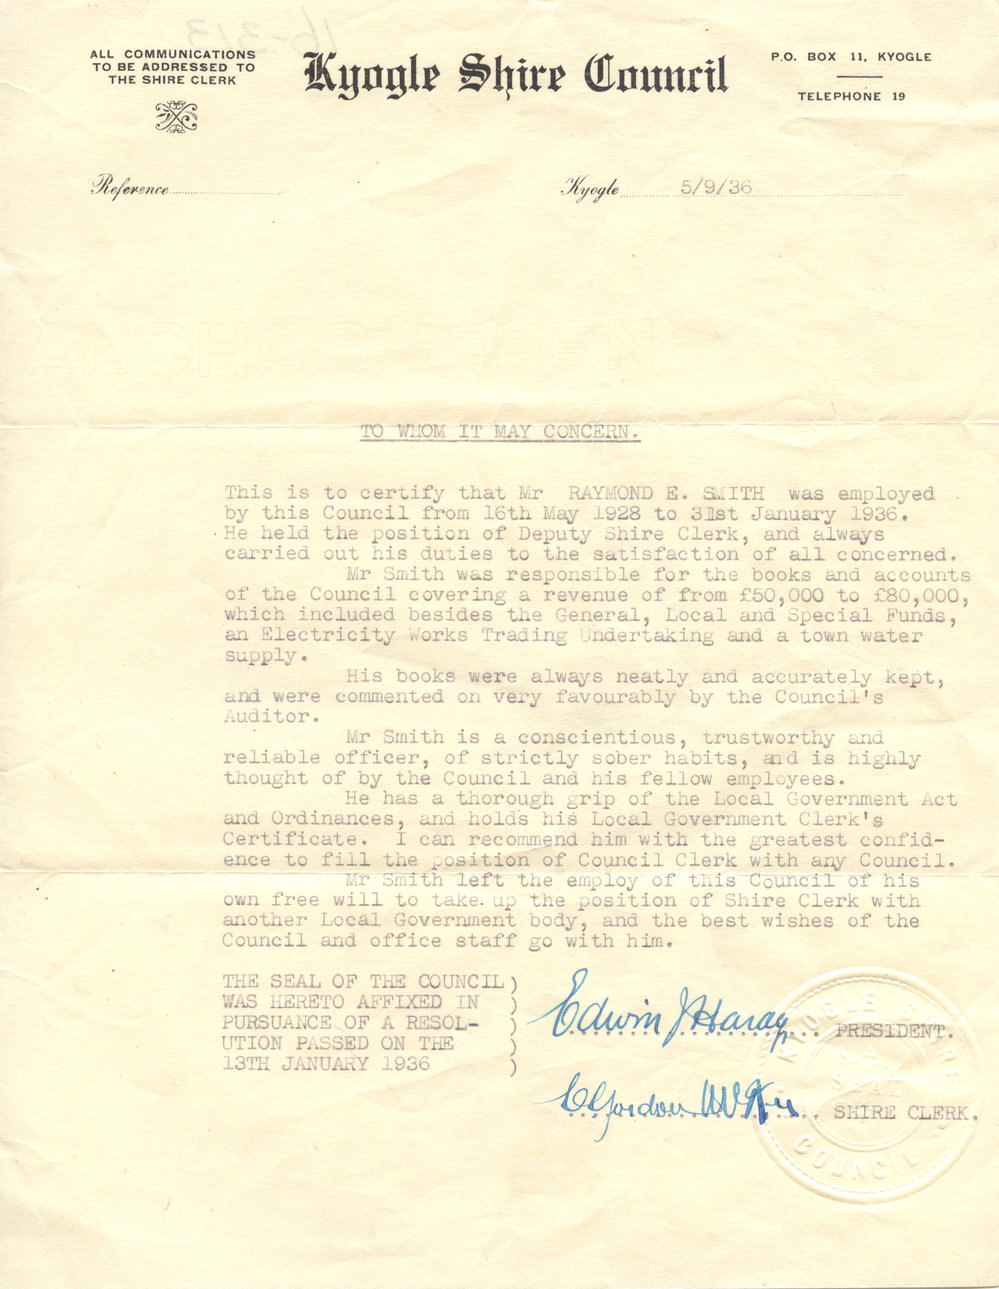 ALL COMMUNICATIONS
TO BE ADDRESSED TO
THE SHIRE CLERK
Kyogle Shire Council
P.O. BOX 11, KYOGLE
TELEPHONE 19
Reference
Kyogle 5/9/36
TO WHOM IT MAY CONCERN.
This is to certify that Mr RAYMOND E. SMITH was employed
by this Council from 16th May 1928 to 31st January 1936.
He held the position of Deputy Shire Clerk, and always
carried out his duties to the satisfaction of all concerned.
Mr Smith was responsible for the books and accounts
of the Council covering a revenue of from £50,000 to £80,000,
which included besides the General, Local and Special Funds,
an Electricity Works Trading Undertaking and a town water
supply.
His books were always neatly and accurately kept,
and were commented on very favourably by the Council's
Auditor.
Mr Smith is a conscientious, trustworthy and
reliable officer, of strictly sober habits, and is highly
thought of by the Council and his fellow employees.
He has a thorough grip of the Local Government Act
and Ordinances, and holds his Local Government Clerk's
Certificate. I can recommend him with the greatest confid-
ence to fill the position of Council Clerk with any Council.
Mr Smith left the employ of this Council of his
own free will to take up the position of Shire Clerk with
another Local Government body, and the best wishes of the
Council and office staff go with him.
THE SEAL OF THE COUNCIL)
WAS HERETO AFFIXED IN )
PURSUANCE OF A RESOL- )
UTION PASSED ON THE )
13TH JANUARY 1936 )
Edwin J Haray PRESIDENT.
Gordon SHIRE CLERK.
KYOGLE SHIRE
SEAL
COUNCIL